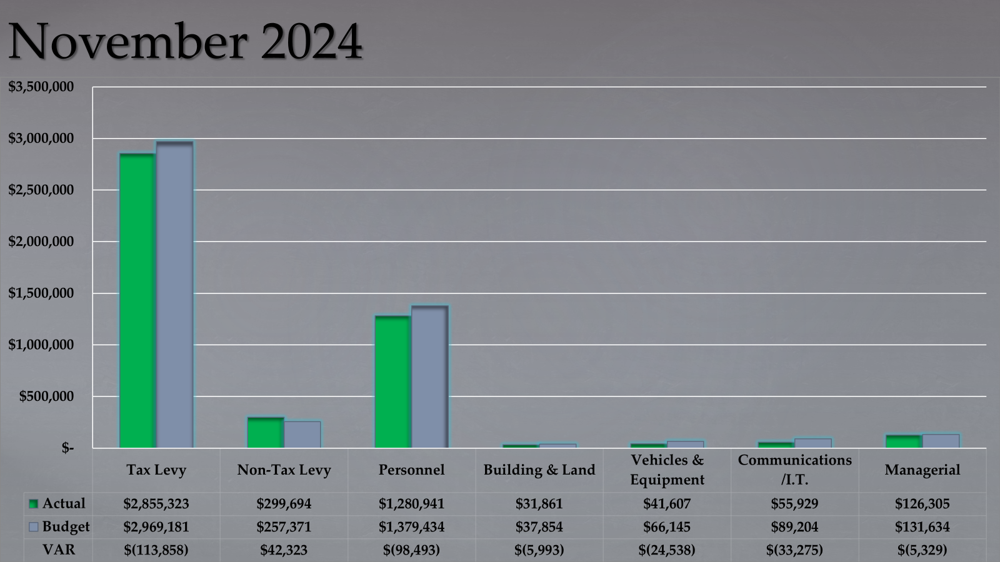 November 2024
$3,500,000
$3,000,000
$2,500,000
$2,000,000
$1,500,000
$1,000,000
$500,000
$-
Tax Levy Non-Tax Levy Personnel Building & Land Vehicles & Equipment Communications /I.T. Managerial
Actual $2,855,323 $299,694 $1,280,941 $31,861 $41,607 $55,929 $126,305
Budget $2,969,181 $257,371 $1,379,434 $37,854 $66,145 $89,204 $131,634
VAR $(113,858) $42,323 $(98,493) $(5,993) $(24,538) $(33,275) $(5,329)